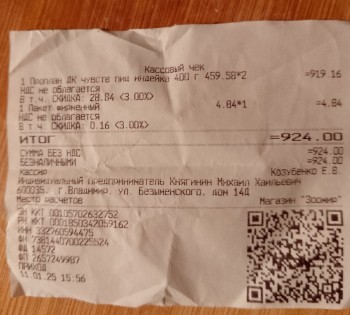 Кассовый чек
1 Проплан ДК чувств пищ индейка 400 г 459.58*2 =919.16
НДС не облагается
В т.ч. СКИДКА: 28.84 <3.00%>
1 Пакет фирменный 4.84*1 =4.84
НДС не облагается
В т.ч. СКИДКА: 0.16 <3.00%>
ИТОГ =924.00
СУММА БЕЗ НДС =924.00
БЕЗНАЛИЧНЫМИ =924.00
Кассир Козубенко Е.В.
Индивидуальный предприниматель Княгинин Михаил
600035, г.Владимир, ул. Безыменского, дом 14Д
Место расчетов Магазин "Зоомир"
ЗН ККТ 00105702632752
РН ККТ 0001850342059162
ИНН 332760594475
ФН 7381440700225524
ФД 14572
ФП 2657249987
ПРИХОД
11.01.25 15:56